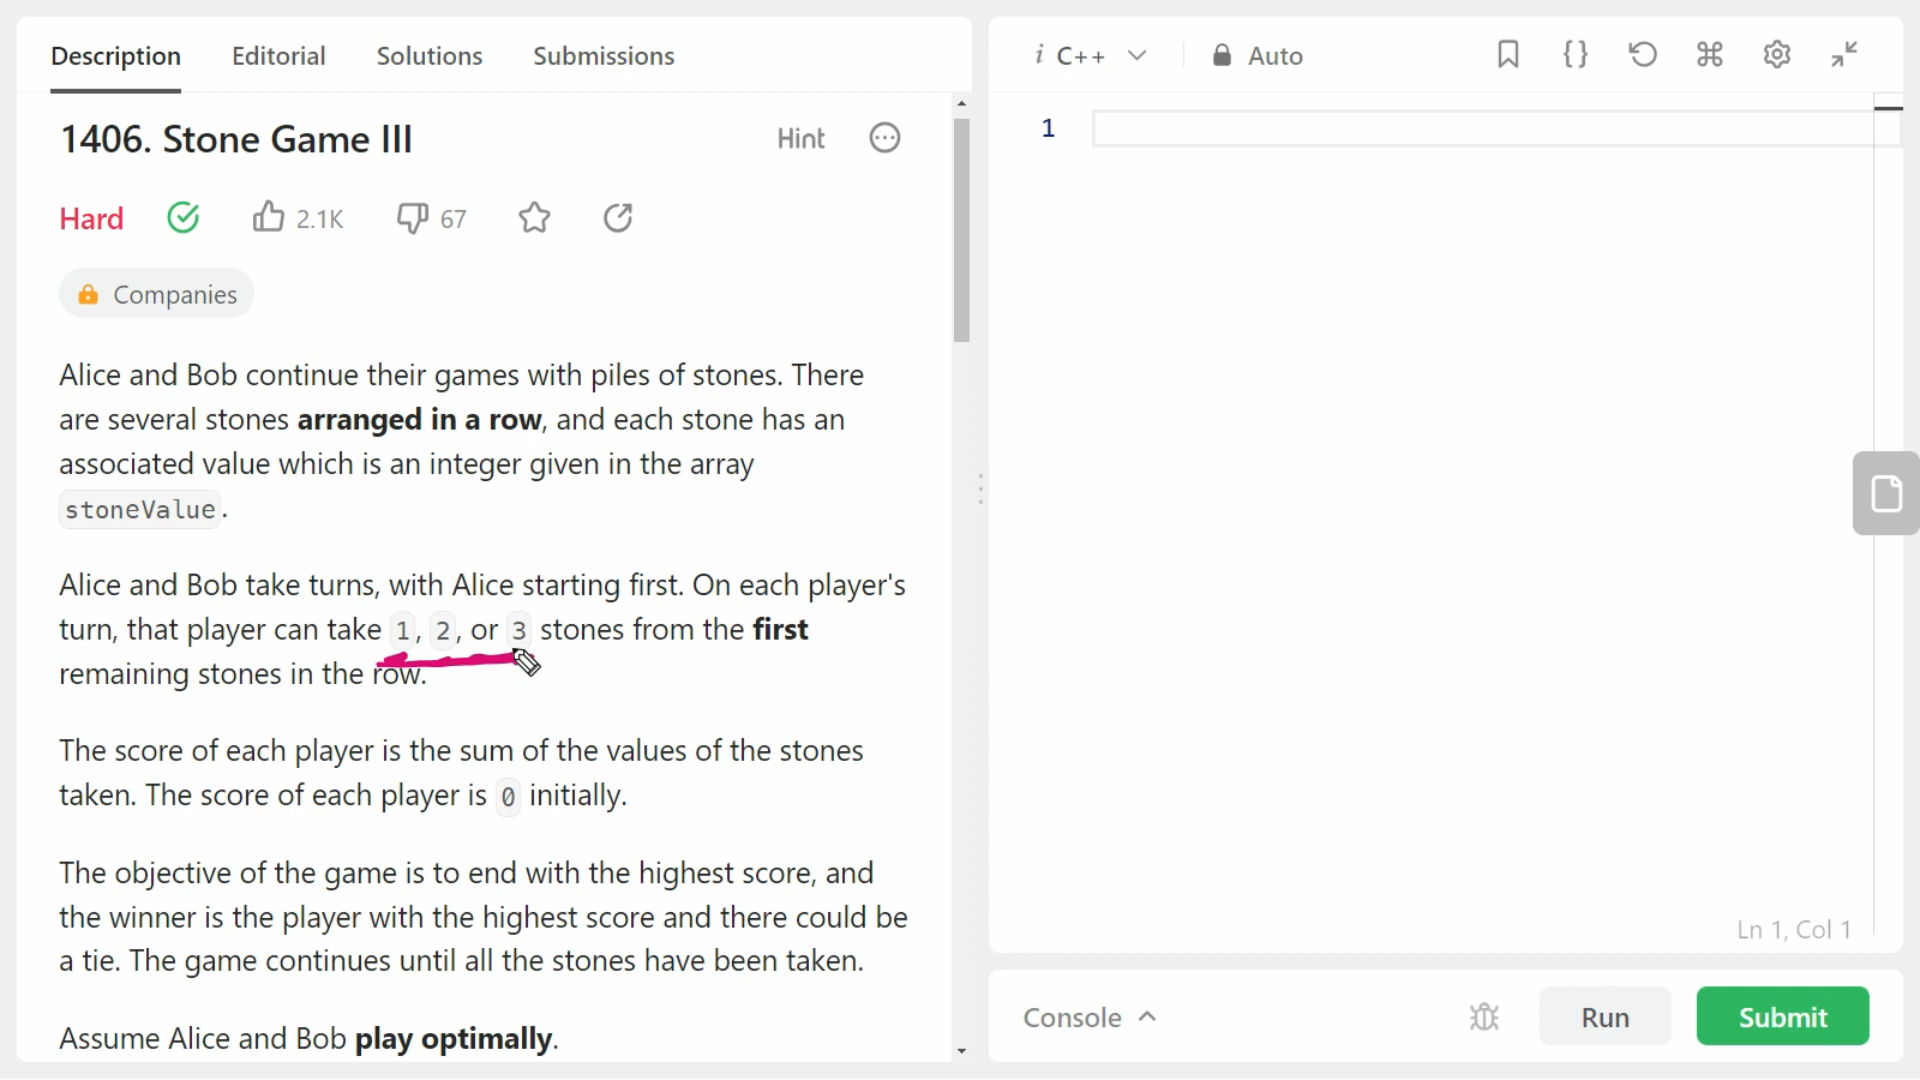 Description Editorial Solutions Submissions
1406. Stone Game III Hint
Hard 2.1K 67
Companies
Alice and Bob continue their games with piles of stones. There
are several stones arranged in a row, and each stone has an
associated value which is an integer given in the array
stoneValue.
Alice and Bob take turns, with Alice starting first. On each player's
turn, that player can take 1, 2, or 3 stones from the first
remaining stones in the row.
The score of each player is the sum of the values of the stones
taken. The score of each player is 0 initially.
The objective of the game is to end with the highest score, and
the winner is the player with the highest score and there could be
a tie. The game continues until all the stones have been taken.
Assume Alice and Bob play optimally.
i C++ Auto
1
Ln 1, Col 1
Console Run Submit